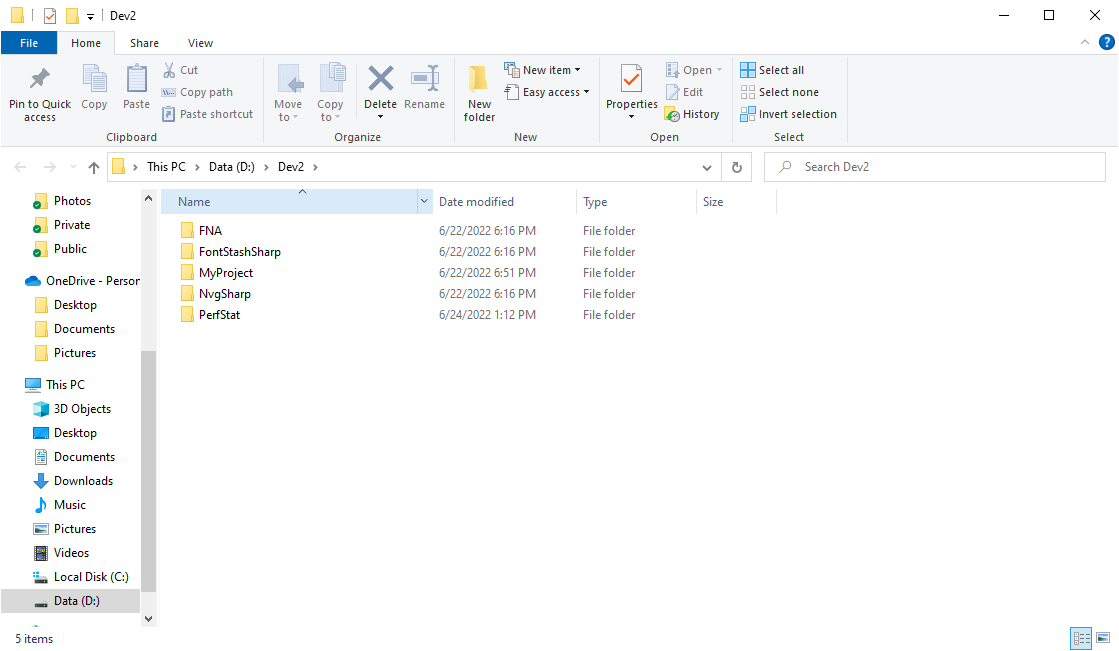 Dev2
File Home Share View
Pin to Quick access
Copy
Paste
Cut
Copy path
Paste shortcut
Clipboard
Move to
Copy to
Delete
Rename
Organize
New folder
New item
Easy access
New
Properties
Open
Edit
History
Open
Select all
Select none
Invert selection
Select
This PC > Data (D:) > Dev2 >
Search Dev2
Photos
Private
Public
OneDrive - Person
Desktop
Documents
Pictures
This PC
3D Objects
Desktop
Documents
Downloads
Music
Pictures
Videos
Local Disk (C:)
Data (D:)
Name Date modified Type Size
FNA 6/22/2022 6:16 PM File folder
FontStashSharp 6/22/2022 6:16 PM File folder
MyProject 6/22/2022 6:51 PM File folder
NvgSharp 6/22/2022 6:16 PM File folder
PerfStat 6/24/2022 1:12 PM File folder
5 items